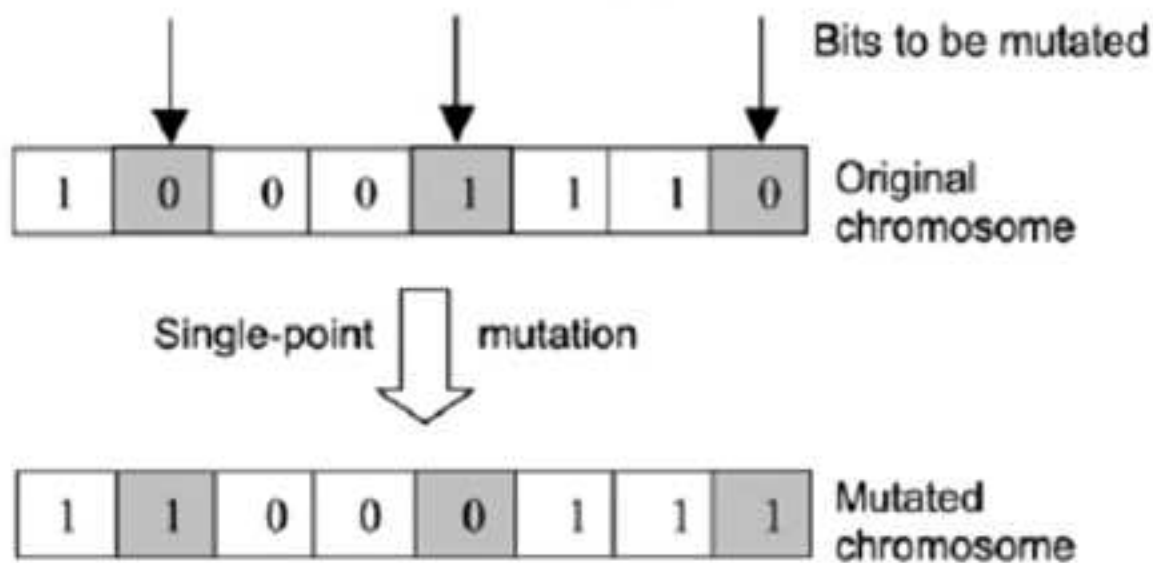 Bits to be mutated
1 0 0 0 1 1 1 0
Original
chromosome
Single-point mutation
1 1 0 0 0 1 1 1
Mutated
chromosome